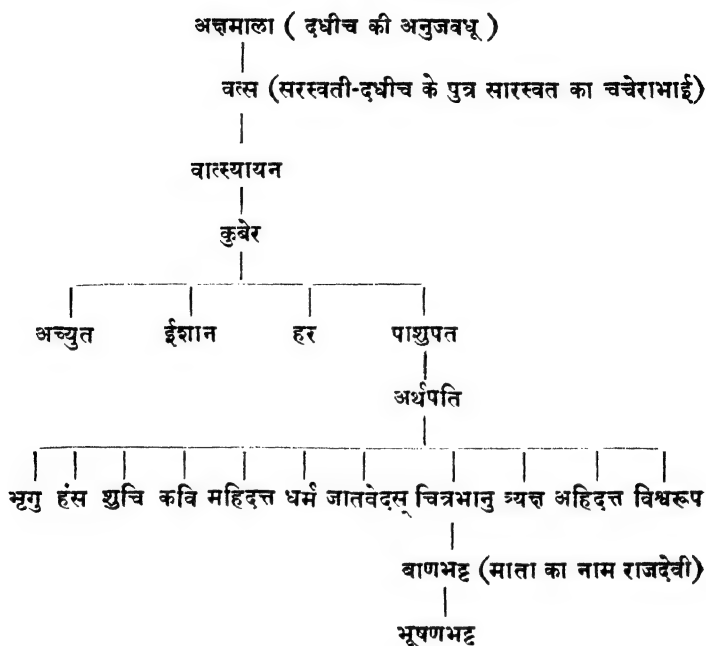 अक्षमाला ( दधीच की अनुजवधू )
वत्स (सरस्वती-दधीच के पुत्र सारस्वत का चचेराभाई)
वात्स्यायन
कुबेर
अच्युत ईशान हर पाशुपत
अर्थपति
भृगु हंस शुचि कवि महिदत्त धर्म जातवेदस् चित्रभानु त्र्यक्ष अहिदत्त विश्वरूप
बाणभट्ट (माता का नाम राजदेवी)
भूषणभट्ट